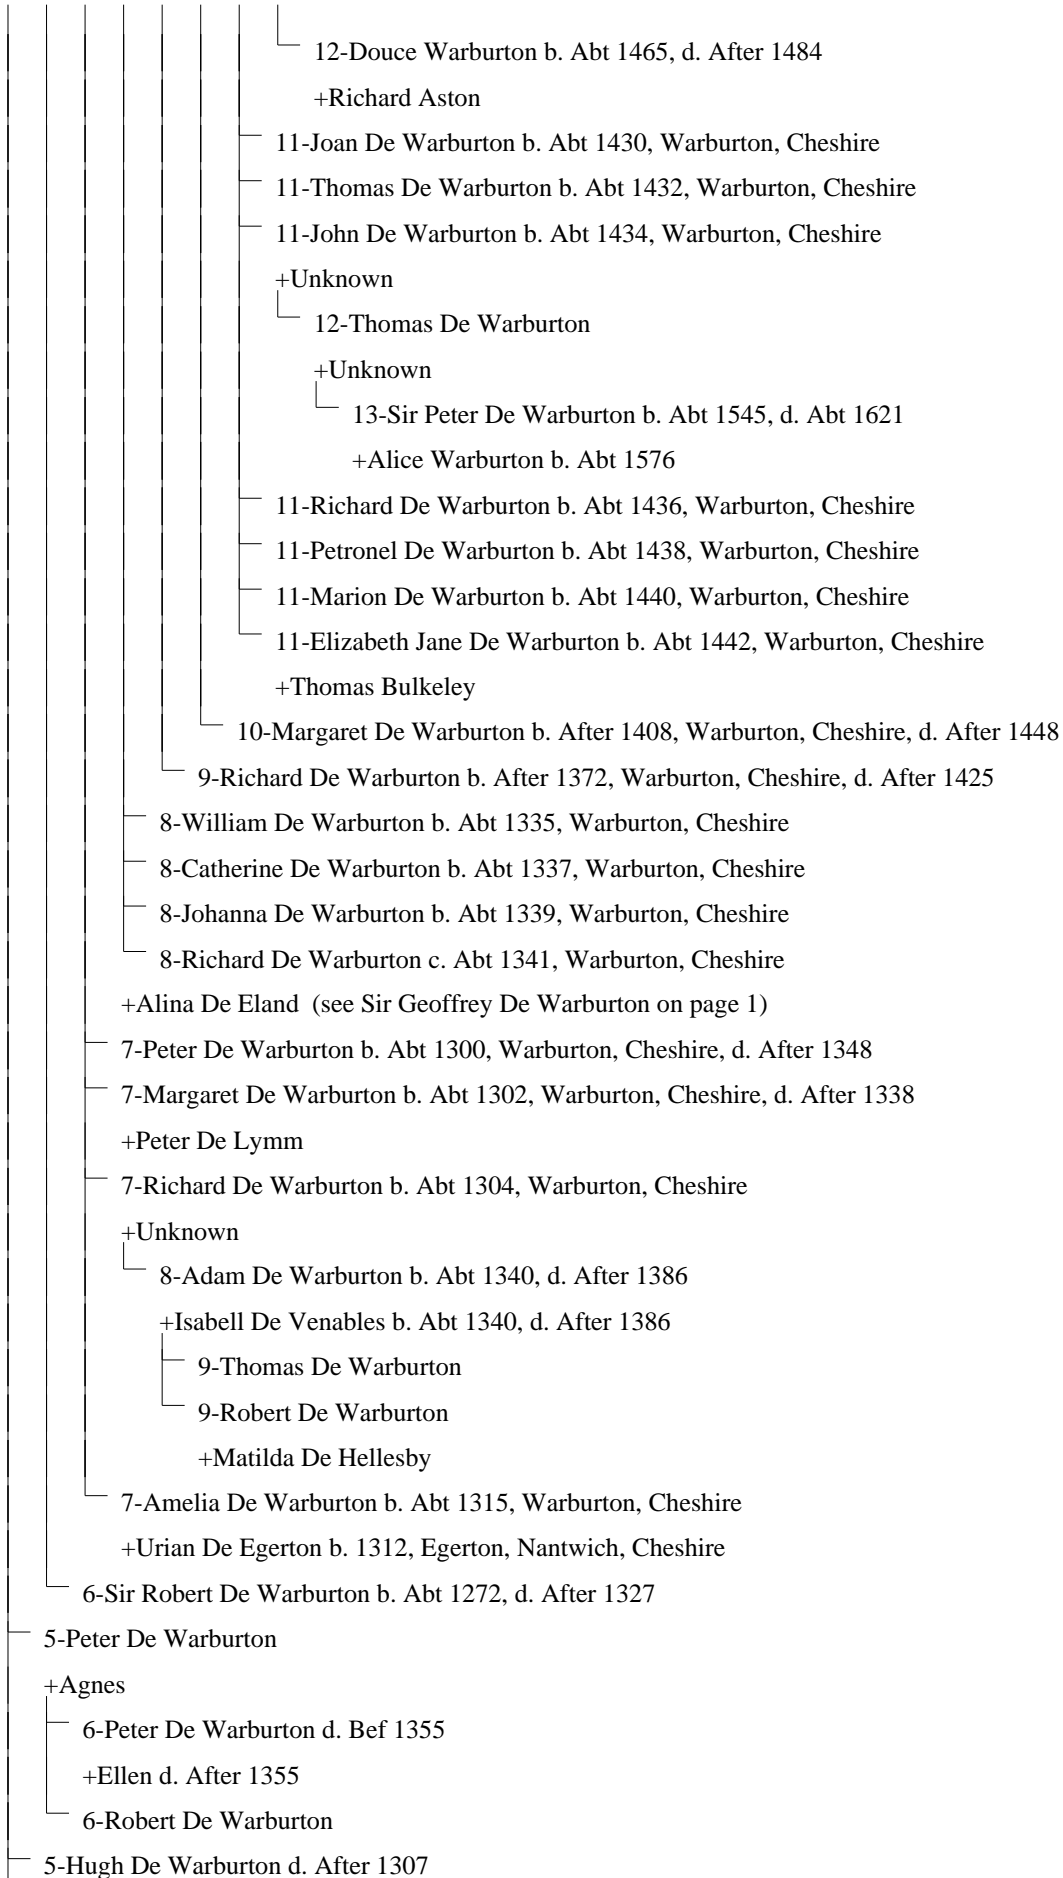 12-Douce Warburton b. Abt 1465, d. After 1484
+Richard Aston
11-Joan De Warburton b. Abt 1430, Warburton, Cheshire
11-Thomas De Warburton b. Abt 1432, Warburton, Cheshire
11-John De Warburton b. Abt 1434, Warburton, Cheshire
+Unknown
12-Thomas De Warburton
+Unknown
13-Sir Peter De Warburton b. Abt 1545, d. Abt 1621
+Alice Warburton b. Abt 1576
11-Richard De Warburton b. Abt 1436, Warburton, Cheshire
11-Petronel De Warburton b. Abt 1438, Warburton, Cheshire
11-Marion De Warburton b. Abt 1440, Warburton, Cheshire
11-Elizabeth Jane De Warburton b. Abt 1442, Warburton, Cheshire
+Thomas Bulkeley
10-Margaret De Warburton b. After 1408, Warburton, Cheshire, d. After 1448
9-Richard De Warburton b. After 1372, Warburton, Cheshire, d. After 1425
8-William De Warburton b. Abt 1335, Warburton, Cheshire
8-Catherine De Warburton b. Abt 1337, Warburton, Cheshire
8-Johanna De Warburton b. Abt 1339, Warburton, Cheshire
8-Richard De Warburton c. Abt 1341, Warburton, Cheshire
+Alina De Eland (see Sir Geoffrey De Warburton on page 1)
7-Peter De Warburton b. Abt 1300, Warburton, Cheshire, d. After 1348
7-Margaret De Warburton b. Abt 1302, Warburton, Cheshire, d. After 1338
+Peter De Lymm
7-Richard De Warburton b. Abt 1304, Warburton, Cheshire
+Unknown
8-Adam De Warburton b. Abt 1340, d. After 1386
+Isabell De Venables b. Abt 1340, d. After 1386
9-Thomas De Warburton
9-Robert De Warburton
+Matilda De Hellesby
7-Amelia De Warburton b. Abt 1315, Warburton, Cheshire
+Urian De Egerton b. 1312, Egerton, Nantwich, Cheshire
6-Sir Robert De Warburton b. Abt 1272, d. After 1327
5-Peter De Warburton
+Agnes
6-Peter De Warburton d. Bef 1355
+Ellen d. After 1355
6-Robert De Warburton
5-Hugh De Warburton d. After 1307